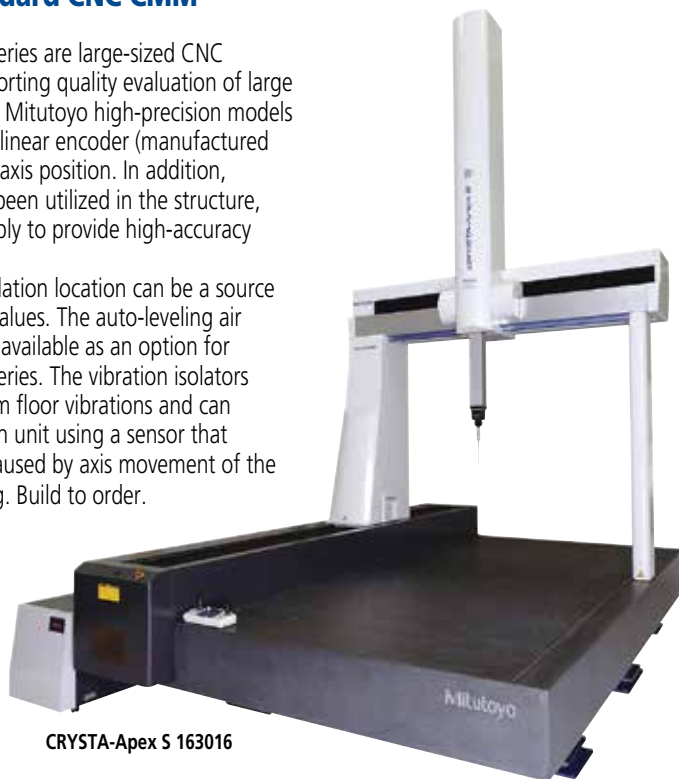 CNC CMM
eries are large-sized CNC
orting quality evaluation of large
Mitutoyo high-precision models
linear encoder (manufactured
axis position. In addition,
been utilized in the structure,
to provide high-accuracy
lation location can be a source
alues. The auto-leveling air
available as an option for
eries. The vibration isolators
m floor vibrations and can
n unit using a sensor that
aused by axis movement of the
g. Build to order.
CRYSTA-Apex S
Mitutoyo
CRYSTA-Apex S 163016